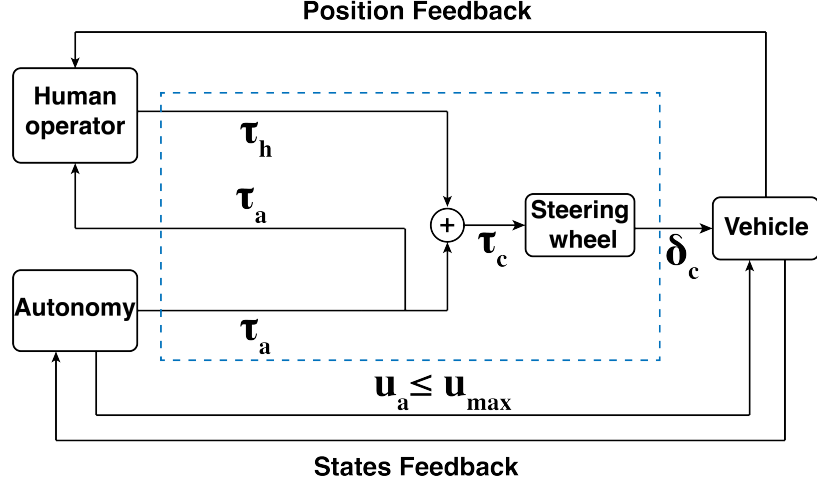 Position Feedback
Human
operator
τh
τa
Steering
wheel
τc
Vehicle
δc
Autonomy
τa
ua ≤ umax
States Feedback
+